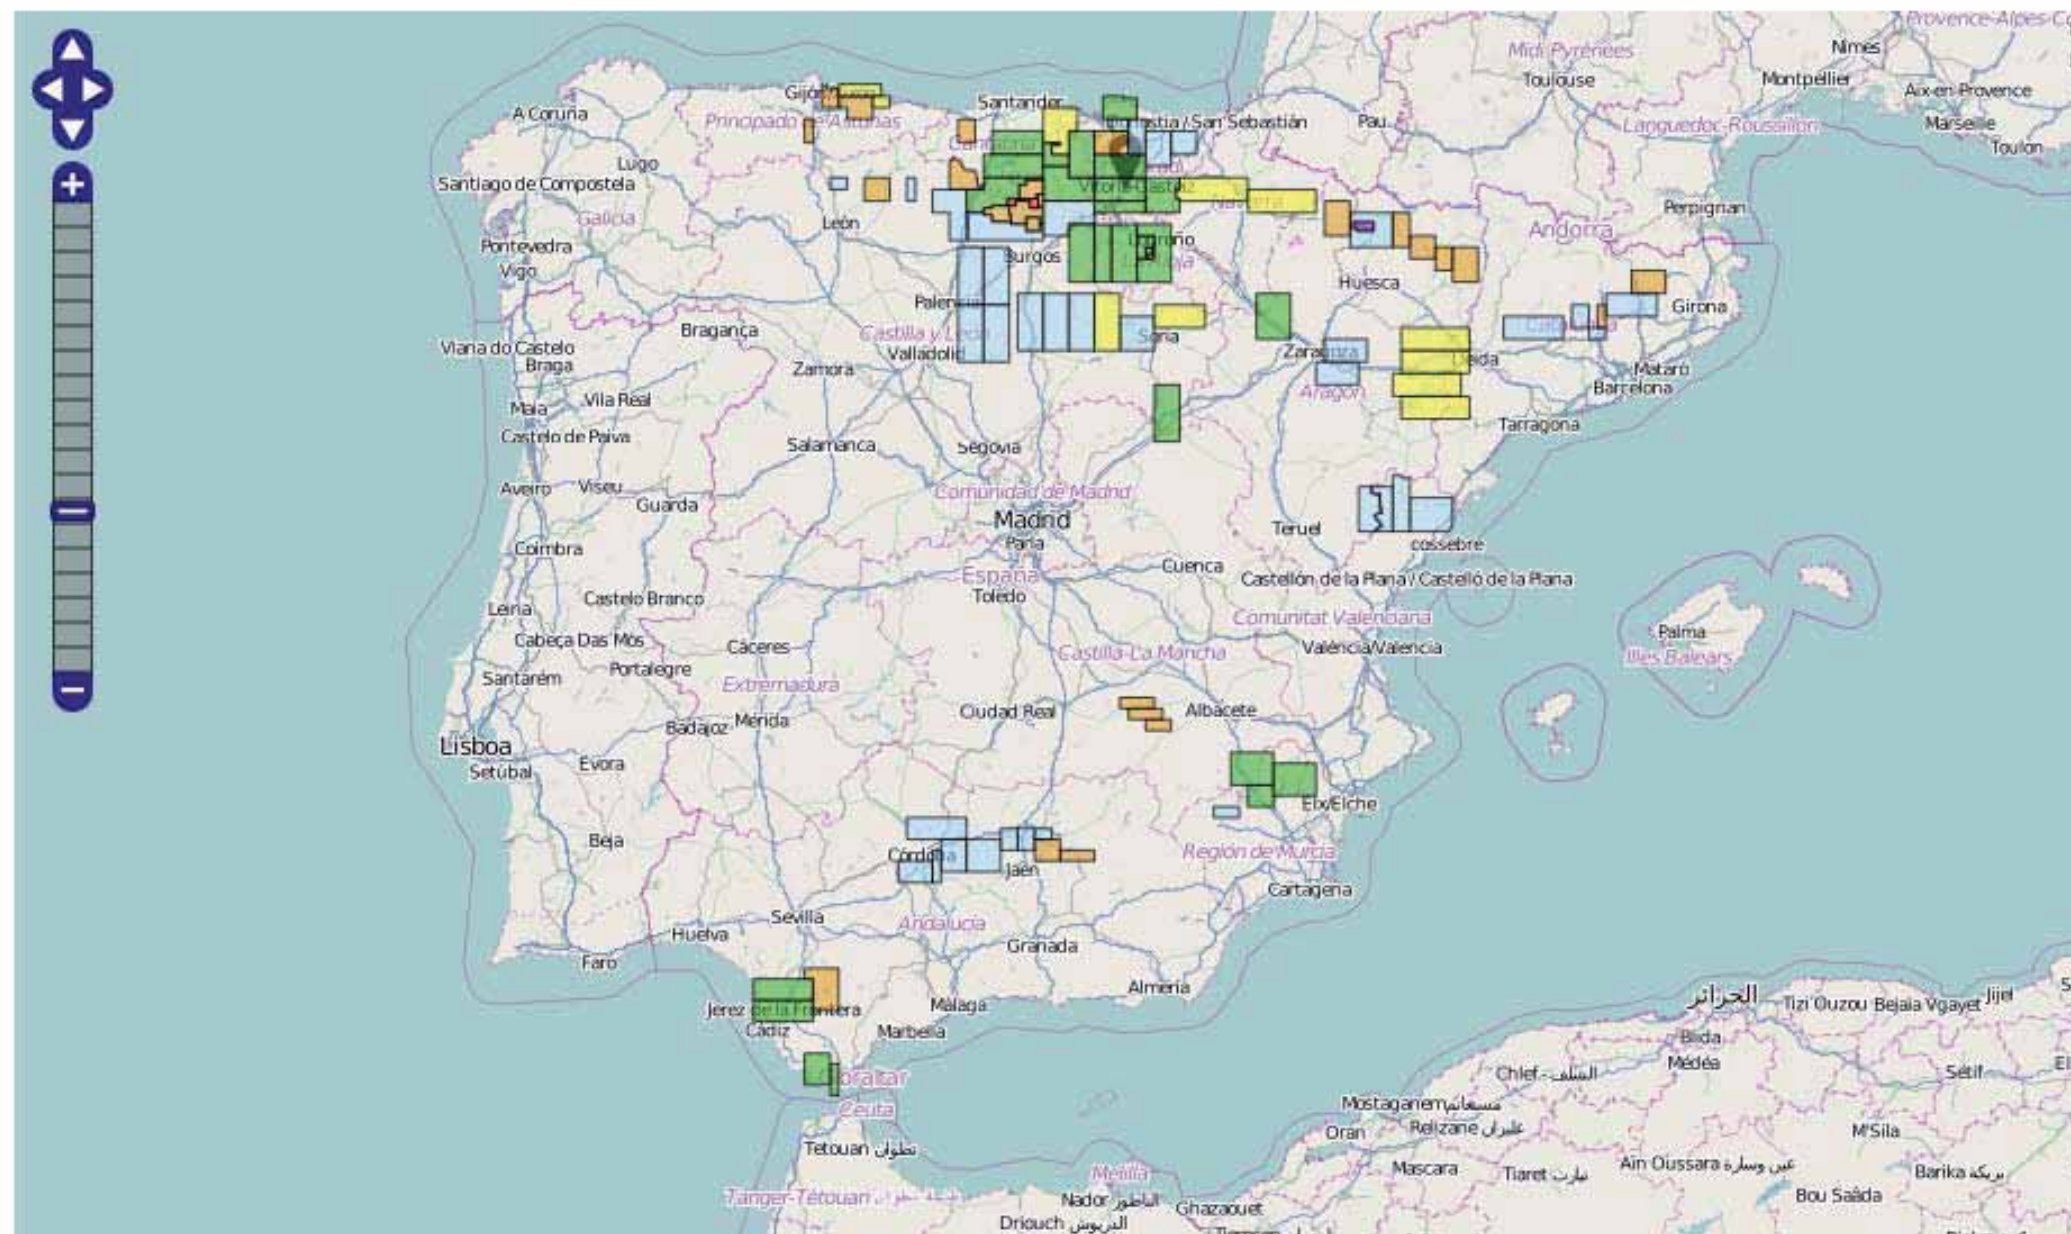 Provence-Alpes-C
Midi-Pyrénées
Nimes
Toulouse
Montpellier
Aix-en-Provence
Gijón
Santander
A Coruña
Principado de Asturias
stia / San Sebastián
Pau
Languedoc-Roussillon
Marseille
Toulon
Cantabria
Lugo
Santiago de Compostela
Vitoria-Gasteiz
Navarra
Perpignan
Galicia
León
Andorra
Pontevedra
Logroño
Burgos
Vigo
La Rioja
Huesca
Palencia
Girona
Bragança
Castilla y León
Catalunya
Soria
Viana do Castelo
Valladolid
Zaragoza
Lleida
Braga
Zamora
Mataró
Barcelona
Aragón
Vila Real
Maia
Tarragona
Castelo de Paiva
Salamanca
Segovia
Aveiro
Viseu
Comunidad de Madrid
Guarda
Madrid
Teruel
Parla
cossebre
Coimbra
Cuenca
España
Castellón de la Plana / Castelló de la Plana
Toledo
Castelo Branco
Leiria
Comunitat Valenciana
Palma
Cabeça Das Mós
Cáceres
València/Valencia
Castilla-La Mancha
Illes Balears
Portalegre
Santarém
Extremadura
Ciudad Real
Albacete
Mérida
Badajoz
Lisboa
Évora
Setúbal
Elx/Elche
Beja
Córdoba
Región de Murcia
Jaén
Cartagena
Sevilla
Andalucía
Huelva
Granada
Faro
Almería
الجزائر
Tizi Ouzou
Bejaia Vgayet
Jijel
Málaga
Jerez de la Frontera
Cádiz
Marbella
Blida
Médéa
Chlef - الشلف
Sétif
Gibraltar
Mostaganem مستغانم
Ceuta
Relizane غليزان
Oran
M'Sila
Tetouan تطوان
Mascara
Tiaret تيارت
Aïn Oussara عين وسارة
Barika بريكة
Melilla
Tanger-Tétouan
Nador الناظور
Bou Saâda
Ghazaouet
Driouch الدريوش